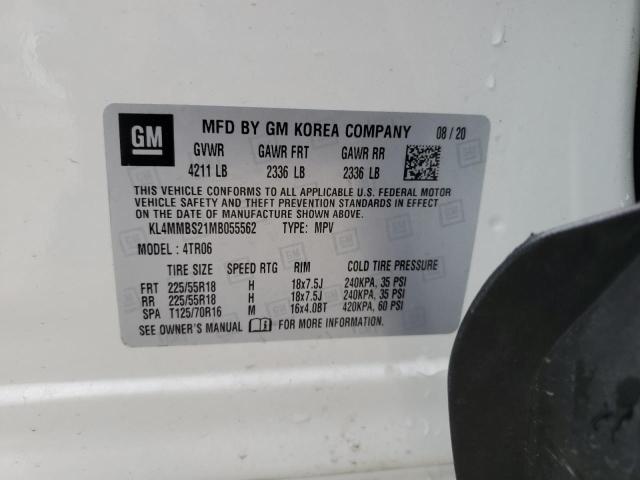 GM MFD BY GM KOREA COMPANY 08 / 20
GVWR GAWR FRT GAWR RR
4211 LB 2336 LB 2336 LB
THIS VEHICLE CONFORMS TO ALL APPLICABLE U.S. FEDERAL MOTOR
VEHICLE SAFETY AND THEFT PREVENTION STANDARDS IN EFFECT
ON THE DATE OF MANUFACTURE SHOWN ABOVE.
KL4MMBS21MB055562 TYPE: MPV
MODEL : 4TR06
TIRE SIZE SPEED RTG RIM COLD TIRE PRESSURE
FRT 225/55R18 H 18x7.5J 240KPA, 35 PSI
RR 225/55R18 H 18x7.5J 240KPA, 35 PSI
SPA T125/70R16 M 16x4.0BT 420KPA, 60 PSI
SEE OWNER'S MANUAL FOR MORE INFORMATION.